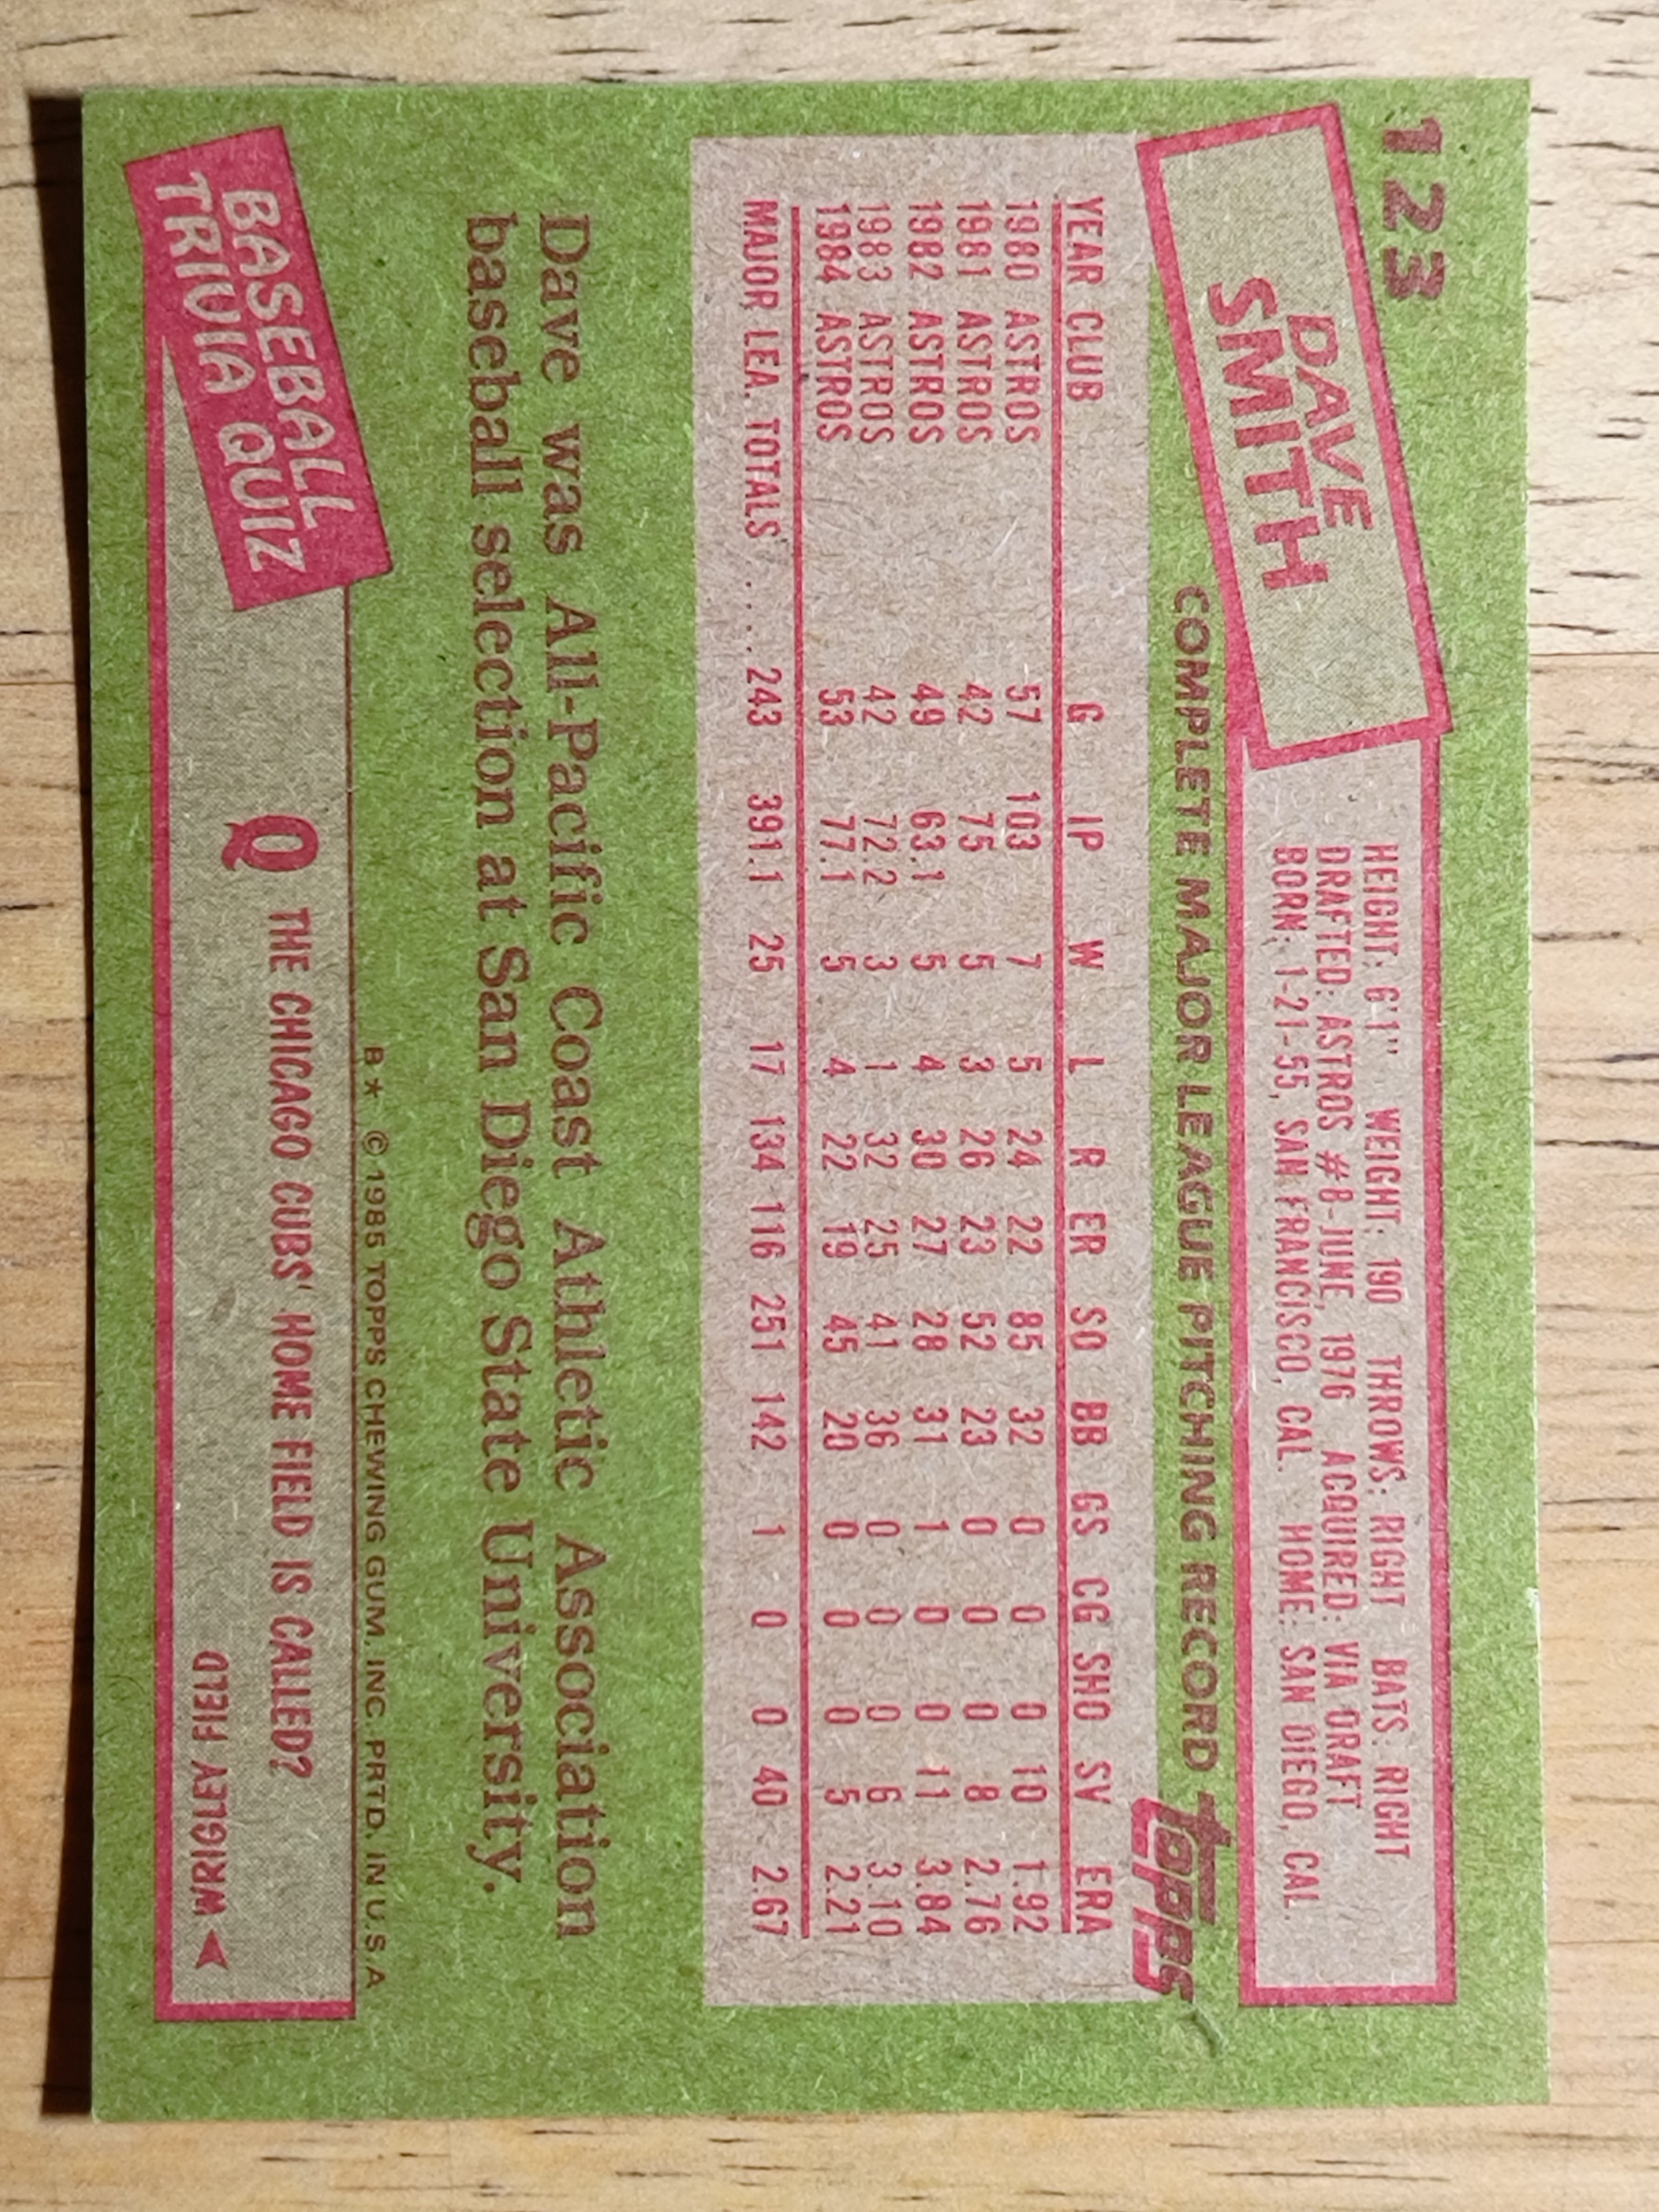 123
DAVE
SMITH
HEIGHT: 6'1" WEIGHT: 190 THROWS: RIGHT BATS: RIGHT
DRAFTED: ASTROS #8-JUNE, 1976 ACQUIRED: VIA DRAFT
BORN: 1-21-55, SAN FRANCISCO, CAL. HOME: SAN DIEGO, CAL.
COMPLETE MAJOR LEAGUE PITCHING RECORD
topps
YEAR CLUB G IP W L R ER SO BB GS CG SHO SV ERA
1980 ASTROS 57 103 7 5 24 22 85 32 0 0 0 10 1.92
1981 ASTROS 42 75 5 3 26 23 52 23 0 0 0 8 2.76
1982 ASTROS 49 63.1 5 4 30 27 28 31 1 0 0 11 3.84
1983 ASTROS 42 72.2 3 1 32 25 41 36 0 0 0 6 3.10
1984 ASTROS 53 77.1 5 4 22 19 45 20 0 0 0 5 2.21
MAJOR LEA. TOTALS .... 243 391.1 25 17 134 116 251 142 1 0 0 40 2.67
Dave was All-Pacific Coast Athletic Association
baseball selection at San Diego State University.
B* © 1985 TOPPS CHEWING GUM, INC. PRTD. IN U.S.A
BASEBALL
TRIVIA QUIZ
Q THE CHICAGO CUBS' HOME FIELD IS CALLED?
WRIGLEY FIELD